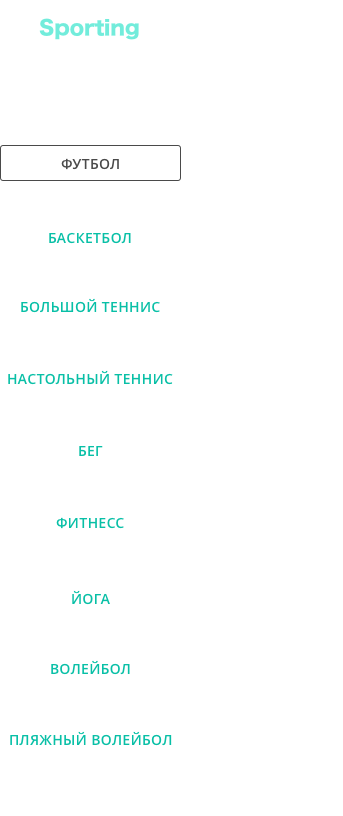 Sporting
ФУТБОЛ
БАСКЕТБОЛ
БОЛЬШОЙ ТЕННИС
НАСТОЛЬНЫЙ ТЕННИС
БЕГ
ФИТНЕСС
ЙОГА
ВОЛЕЙБОЛ
ПЛЯЖНЫЙ ВОЛЕЙБОЛ